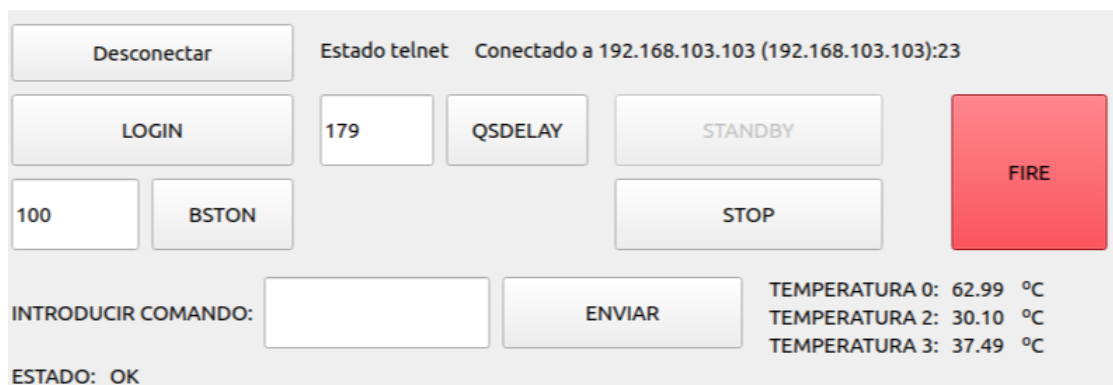 Desconectar Estado telnet Conectado a 192.168.103.103 (192.168.103.103):23
LOGIN 179 QSDELAY STANDBY
FIRE
100 BSTON STOP
INTRODUCIR COMANDO: ENVIAR
TEMPERATURA 0: 62.99 ºC
TEMPERATURA 2: 30.10 ºC
TEMPERATURA 3: 37.49 ºC
ESTADO: OK